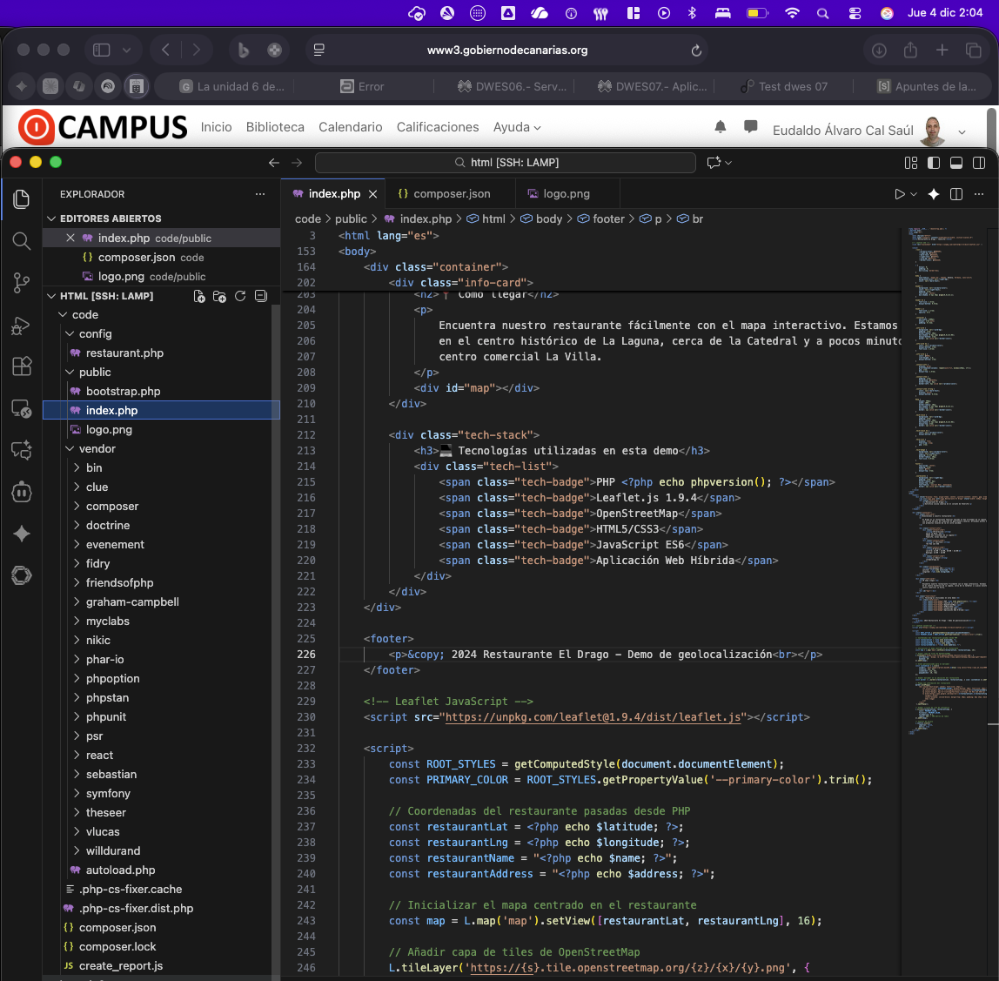 Jue 4 dic 2:04
www3.gobiernodecanarias.org
La unidad 6 de...
Error
DWES06.- Serv...
DWES07.- Aplic...
Test dwes 07
Apuntes de la...
CAMPUS
Inicio
Biblioteca
Calendario
Calificaciones
Ayuda
Eudaldo Álvaro Cal Saúl
html [SSH: LAMP]
EXPLORADOR
EDITORES ABIERTOS
index.php code/public
composer.json code
logo.png code/public
HTML [SSH: LAMP]
code
config
restaurant.php
public
bootstrap.php
index.php
logo.png
vendor
bin
clue
composer
doctrine
evenement
fidry
friendsofphp
graham-campbell
myclabs
nikic
phar-io
phpoption
phpstan
phpunit
psr
react
sebastian
symfony
theseer
vlucas
willdurand
autoload.php
.php-cs-fixer.cache
.php-cs-fixer.dist.php
composer.json
composer.lock
create_report.js
index.php
composer.json
logo.png
code > public > index.php > html > body > footer > p > br
3 <html lang="es">
153 <body>
164 <div class="container">
202 <div class="info-card">
203 <h2>📍 Cómo llegar</h2>
204 <p>
205 Encuentra nuestro restaurante fácilmente con el mapa interactivo. Estamos
206 en el centro histórico de La Laguna, cerca de la Catedral y a pocos minuto
207 centro comercial La Villa.
208 </p>
209 <div id="map"></div>
210 </div>
211
212 <div class="tech-stack">
213 <h3>💻 Tecnologías utilizadas en esta demo</h3>
214 <div class="tech-list">
215 <span class="tech-badge">PHP <?php echo phpversion(); ?></span>
216 <span class="tech-badge">Leaflet.js 1.9.4</span>
217 <span class="tech-badge">OpenStreetMap</span>
218 <span class="tech-badge">HTML5/CSS3</span>
219 <span class="tech-badge">JavaScript ES6</span>
220 <span class="tech-badge">Aplicación Web Híbrida</span>
221 </div>
222 </div>
223 </div>
224
225 <footer>
226 <p>&copy; 2024 Restaurante El Drago - Demo de geolocalización<br></p>
227 </footer>
228
229 <!-- Leaflet JavaScript -->
230 <script src="https://unpkg.com/leaflet@1.9.4/dist/leaflet.js"></script>
231
232 <script>
233 const ROOT_STYLES = getComputedStyle(document.documentElement);
234 const PRIMARY_COLOR = ROOT_STYLES.getPropertyValue('--primary-color').trim();
235
236 // Coordenadas del restaurante pasadas desde PHP
237 const restaurantLat = <?php echo $latitude; ?>;
238 const restaurantLng = <?php echo $longitude; ?>;
239 const restaurantName = "<?php echo $name; ?>";
240 const restaurantAddress = "<?php echo $address; ?>";
241
242 // Inicializar el mapa centrado en el restaurante
243 const map = L.map('map').setView([restaurantLat, restaurantLng], 16);
244
245 // Añadir capa de tiles de OpenStreetMap
246 L.tileLayer('https://{s}.tile.openstreetmap.org/{z}/{x}/{y}.png', {